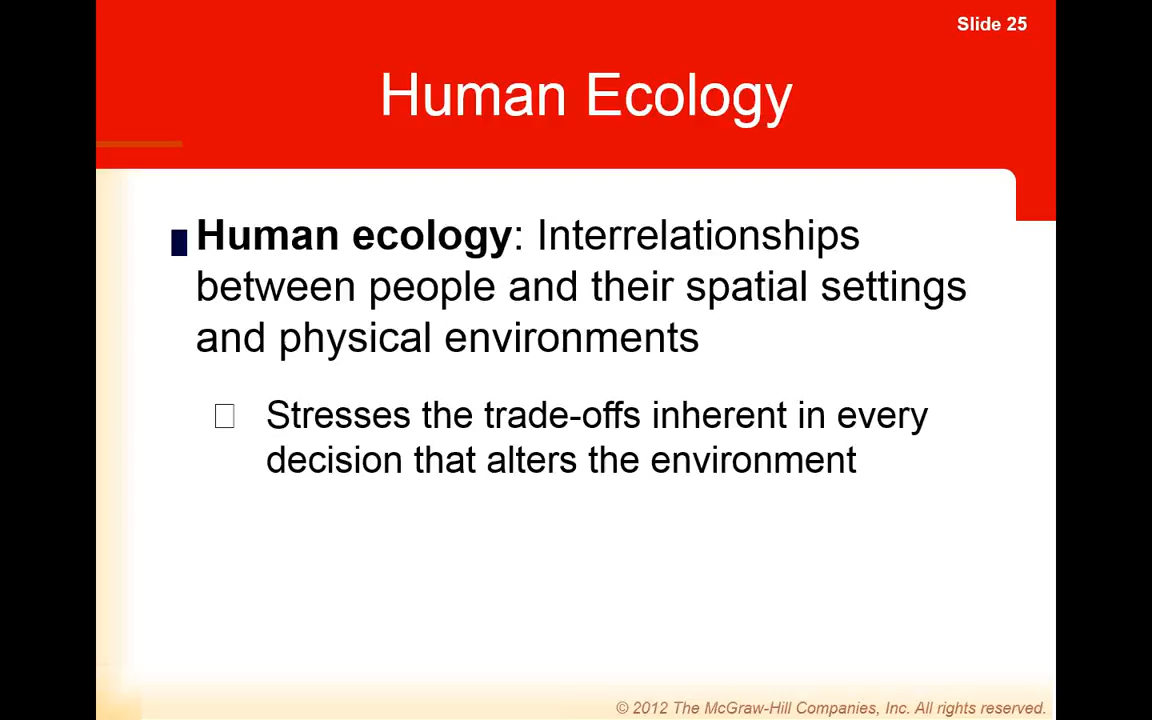 Slide 25
Human Ecology
Human ecology: Interrelationships
between people and their spatial settings
and physical environments
Stresses the trade-offs inherent in every
decision that alters the environment
© 2012 The McGraw-Hill Companies, Inc. All rights reserved.